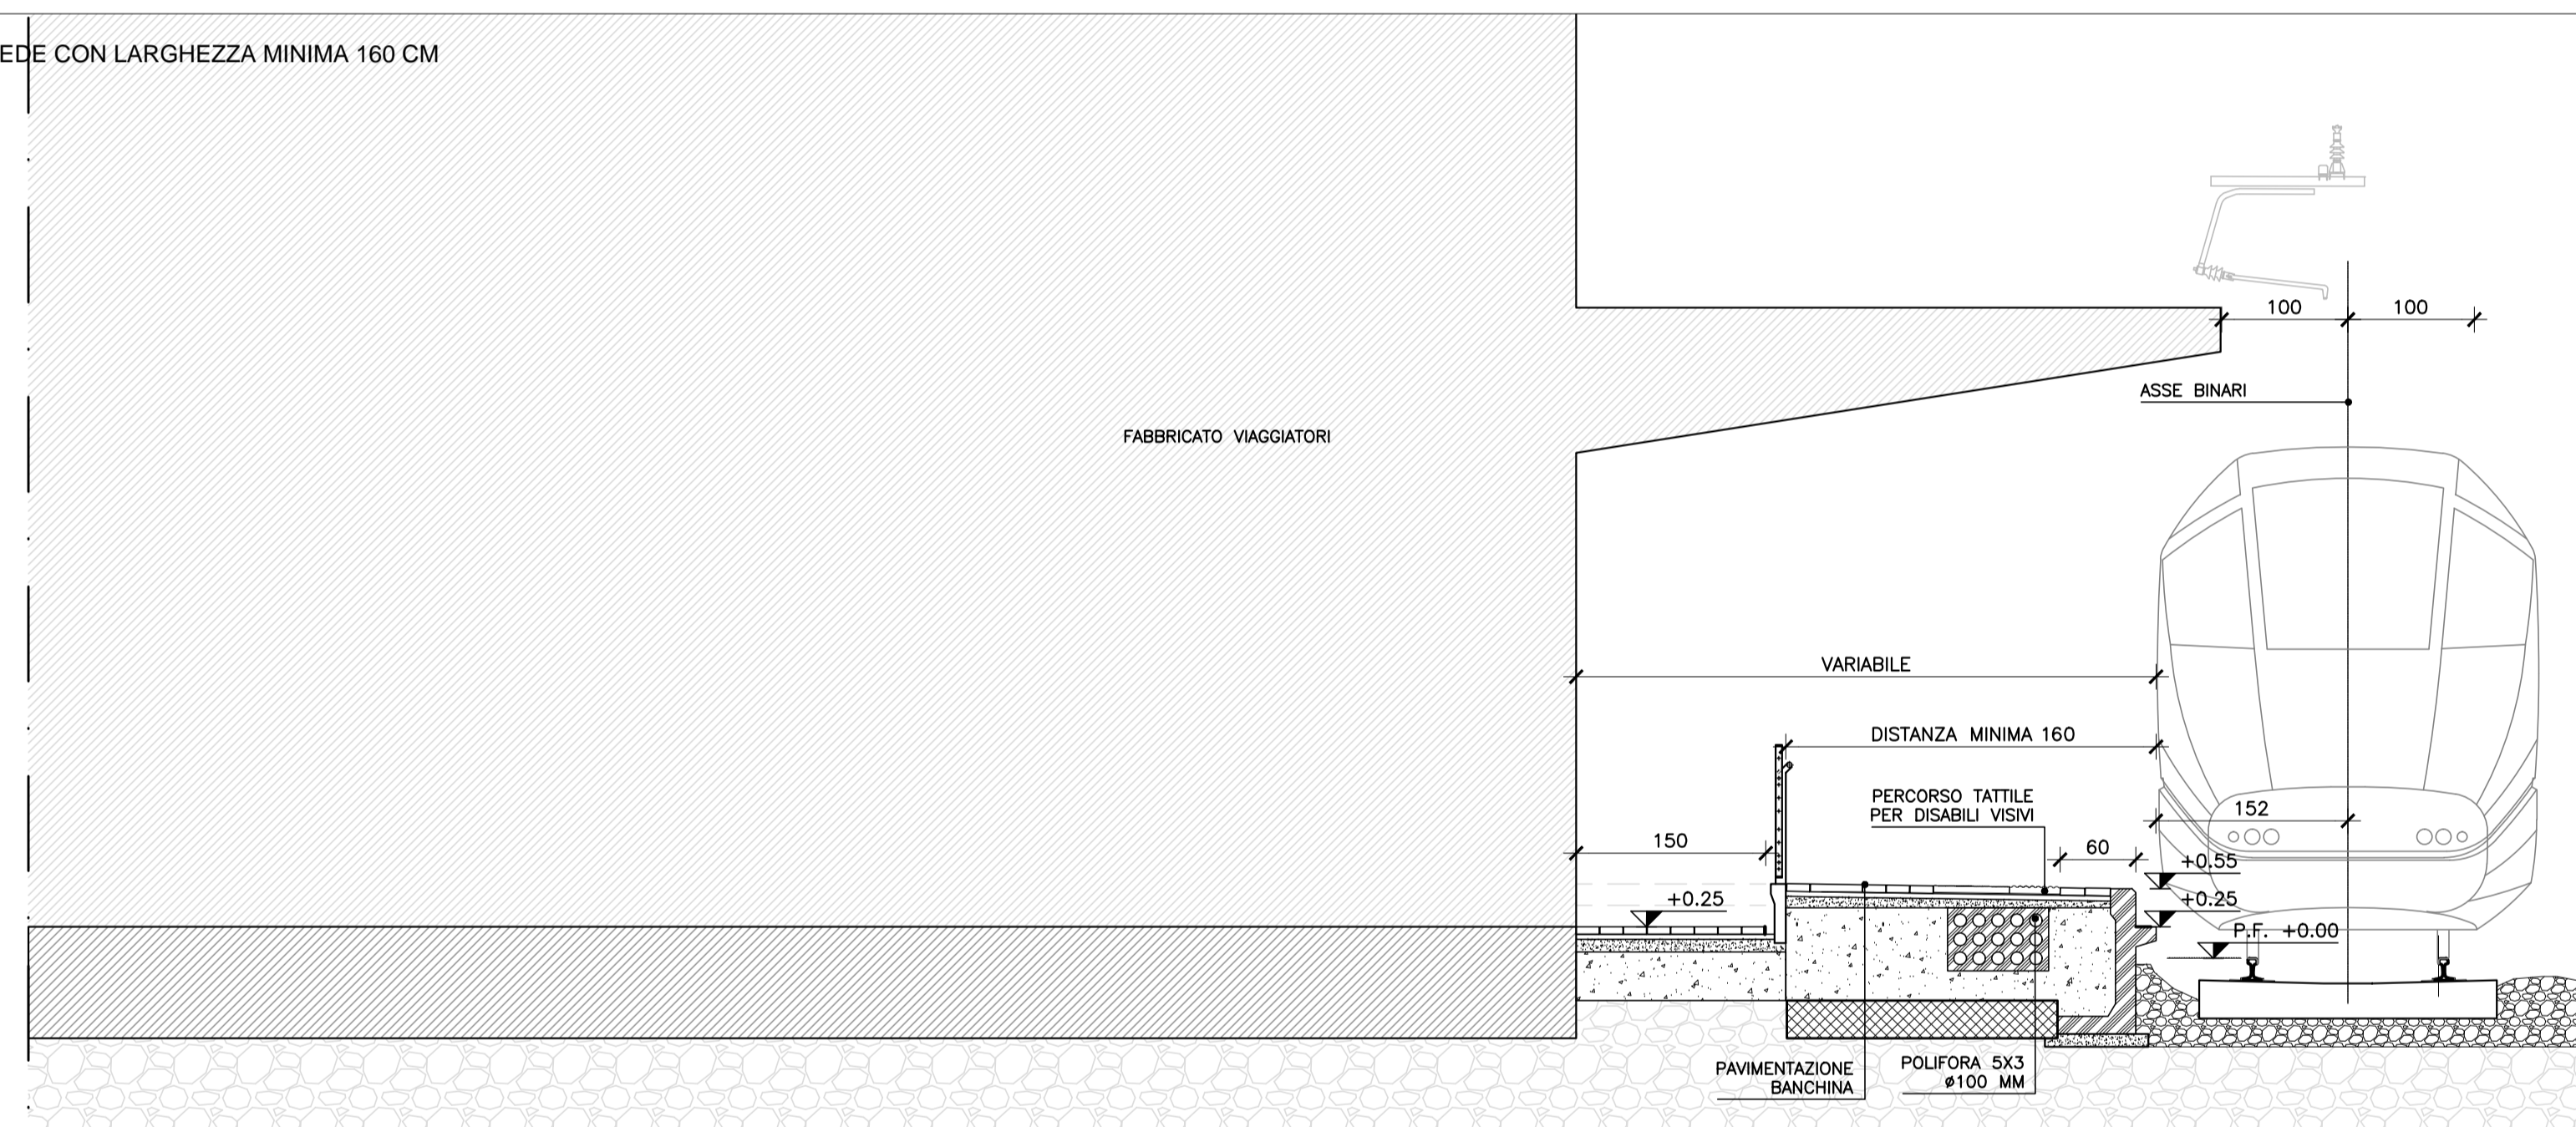 EDE CON LARGHEZZA MINIMA 160 CM
100
100
ASSE BINARI
FABBRICATO VIAGGIATORI
VARIABILE
DISTANZA MINIMA 160
PERCORSO TATTILE
PER DISABILI VISIVI
152
150
60
+0.55
+0.25
+0.25
P.F. +0.00
PAVIMENTAZIONE
BANCHINA
POLIFORA 5X3
ø100 MM